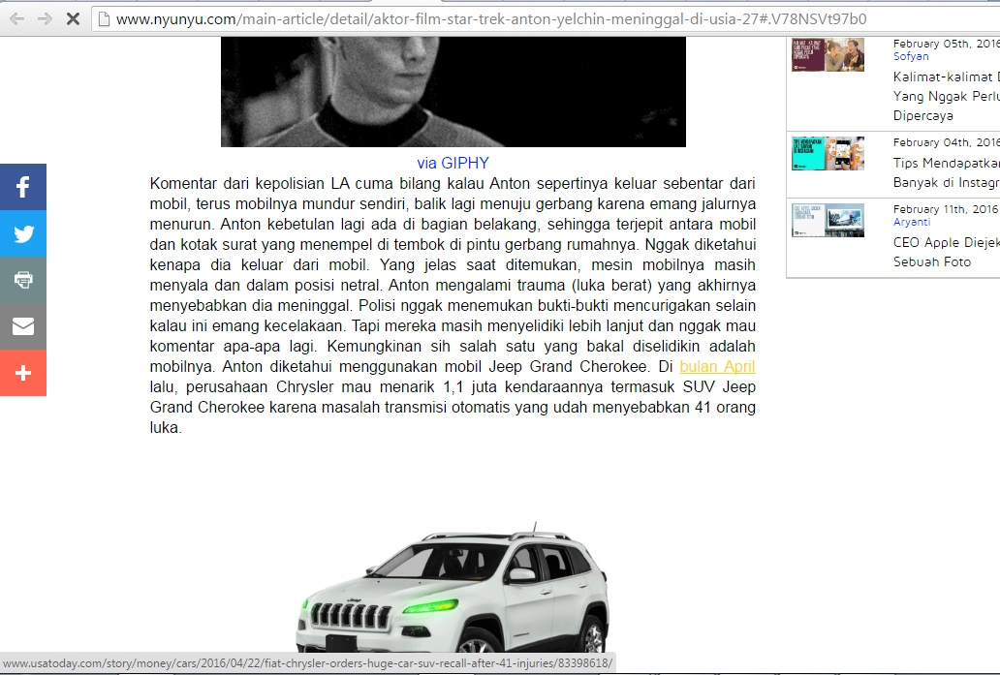 www.nyunyu.com/main-article/detail/aktor-film-star-trek-anton-yelchin-meninggal-di-usia-27#.V78NSVt97b0
via GIPHY
Komentar dari kepolisian LA cuma bilang kalau Anton sepertinya keluar sebentar dari
mobil, terus mobilnya mundur sendiri, balik lagi menuju gerbang karena emang jalurnya
menurun. Anton kebetulan lagi ada di bagian belakang, sehingga terjepit antara mobil
dan kotak surat yang menempel di tembok di pintu gerbang rumahnya. Nggak diketahui
kenapa dia keluar dari mobil. Yang jelas saat ditemukan, mesin mobilnya masih
menyala dan dalam posisi netral. Anton mengalami trauma (luka berat) yang akhirnya
menyebabkan dia meninggal. Polisi nggak menemukan bukti-bukti mencurigakan selain
kalau ini emang kecelakaan. Tapi mereka masih menyelidiki lebih lanjut dan nggak mau
komentar apa-apa lagi. Kemungkinan sih salah satu yang bakal diselidikin adalah
mobilnya. Anton diketahui menggunakan mobil Jeep Grand Cherokee. Di bulan April
lalu, perusahaan Chrysler mau menarik 1,1 juta kendaraannya termasuk SUV Jeep
Grand Cherokee karena masalah transmisi otomatis yang udah menyebabkan 41 orang
luka.
February 05th, 2016
Sofyan
Kalimat-kalimat D
Yang Nggak Perlu
Dipercaya
February 04th, 2016
Tips Mendapatka
Banyak di Instagr
February 11th, 2016
Aryanti
CEO Apple Diejek
Sebuah Foto
Jeep
www.usatoday.com/story/money/cars/2016/04/22/fiat-chrysler-orders-huge-car-suv-recall-after-41-injuries/83398618/